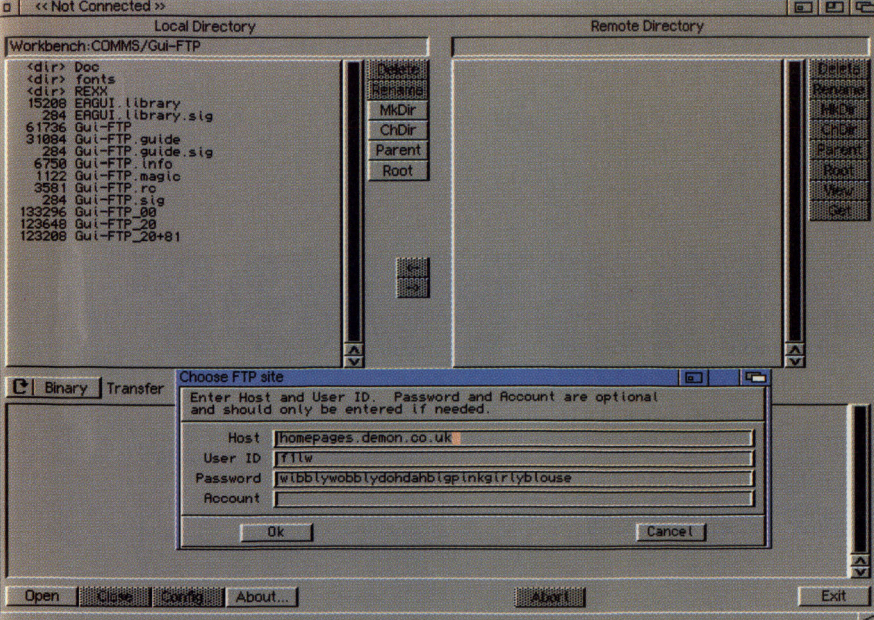 << Not Connected >>
Local Directory
Remote Directory
Workbench:COMMS/Gui-FTP
<dir> Doc
<dir> fonts
<dir> REXX
15208 EAGUI.library
284 EAGUI.library.sig
61736 Gui-FTP
31084 Gui-FTP.guide
284 Gui-FTP.guide.sig
6750 Gui-FTP.info
1122 Gui-FTP.magic
3581 Gui-FTP.rc
284 Gui-FTP.sig
133296 Gui-FTP_00
123648 Gui-FTP_20
123208 Gui-FTP_20+81
Delete
Rename
MkDir
ChDir
Parent
Root
<-
->
Delete
Rename
MkDir
ChDir
Parent
Root
View
Get
Binary Transfer
Choose FTP site
Enter Host and User ID. Password and Account are optional
and should only be entered if needed.
Host homepages.demon.co.uk
User ID f1lw
Password wibblywobblydohdahbigpinkgirlyblouse
Account
Ok Cancel
Open Close Config... About... Abort Exit